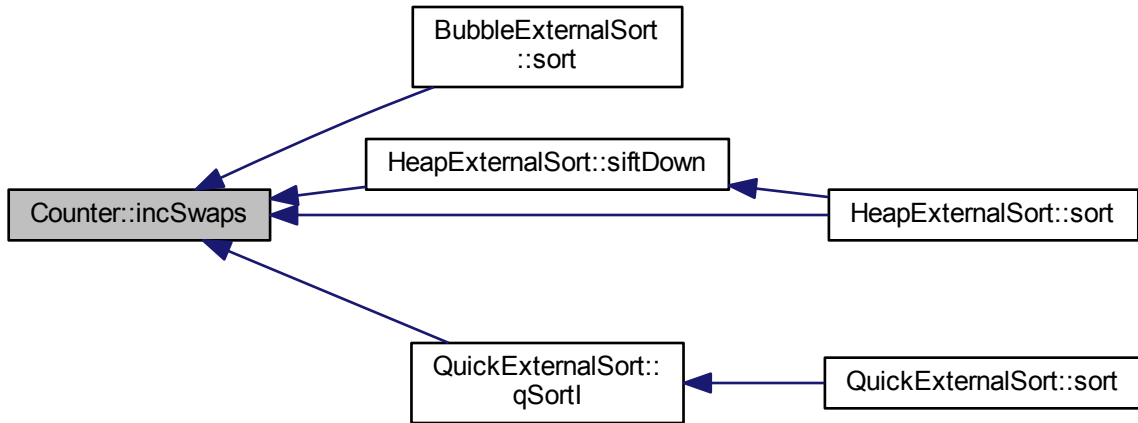 BubbleExternalSort
::sort
HeapExternalSort::siftDown
Counter::incSwaps
HeapExternalSort::sort
QuickExternalSort::
qSortI
QuickExternalSort::sort